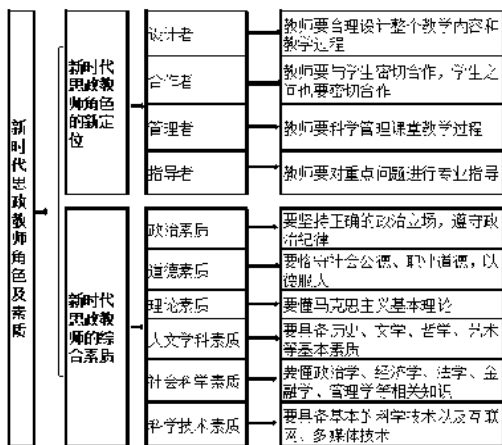 新时代思政教师角色及素质
新时代
思政教
师角色
的新定
位
设计者
教师要合理设计整个教学内容和
教学过程
合作者
教师要与学生密切合作，学生之
间也要密切合作
管理者
教师要科学管理课堂教学过程
指导者
教师要对重点问题进行专业指导
新时代
思政教
师的综
合素质
政治素质
要坚持正确的政治立场，遵守政
治纪律
道德素质
要恪守社会公德、职业道德，以
德服人
理论素质
要懂马克思主义基本理论
人文学科素质
要具备历史、文学、哲学、艺术
等基本素质
社会科学素质
要懂政治学、经济学、法学、金
融学、管理学等相关知识
科学技术素质
要具备基本的科学技术以及互联
网、多媒体技术